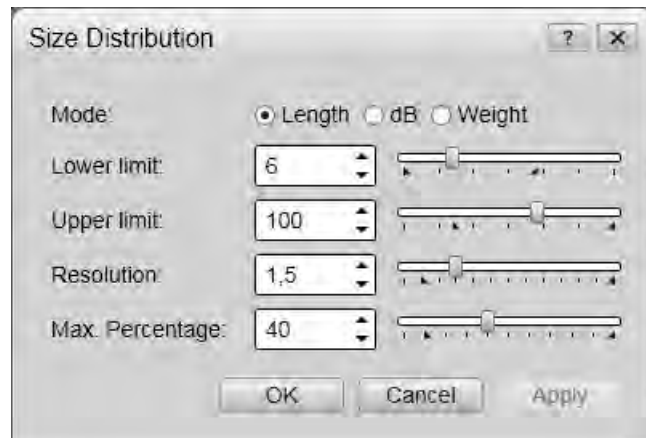 Size Distribution
?
Mode: Length dB Weight
Lower limit: 6
Upper limit: 100
Resolution: 1,5
Max. Percentage: 40
OK Cancel Apply